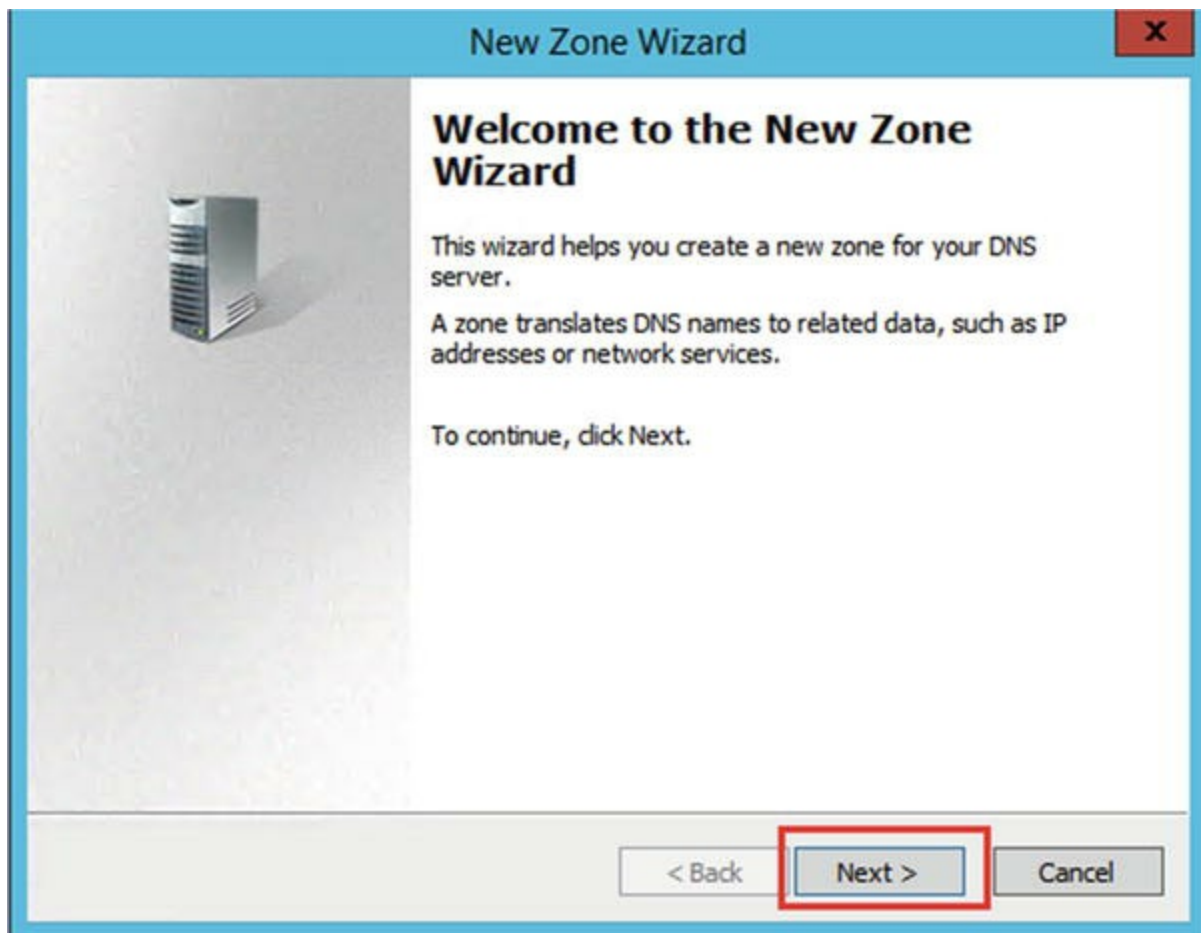 New Zone Wizard
x
Welcome to the New Zone
Wizard
This wizard helps you create a new zone for your DNS
server.
A zone translates DNS names to related data, such as IP
addresses or network services.
To continue, click Next.
< Back
Next >
Cancel